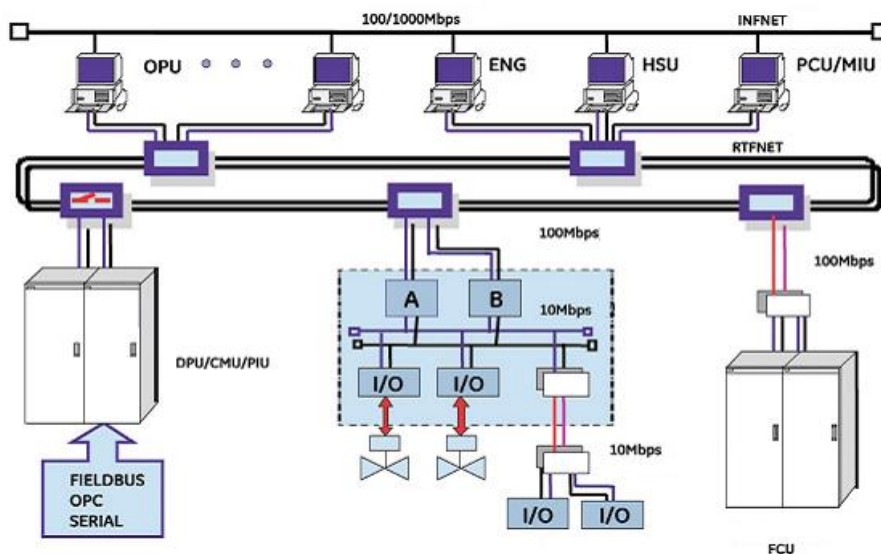 100/1000Mbps
INFNET
OPU
ENG
HSU
PCU/MIU
RTFNET
100Mbps
100Mbps
A
B
10Mbps
DPU/CMU/PIU
I/O
I/O
10Mbps
FIELDBUS
OPC
SERIAL
I/O
I/O
FCU